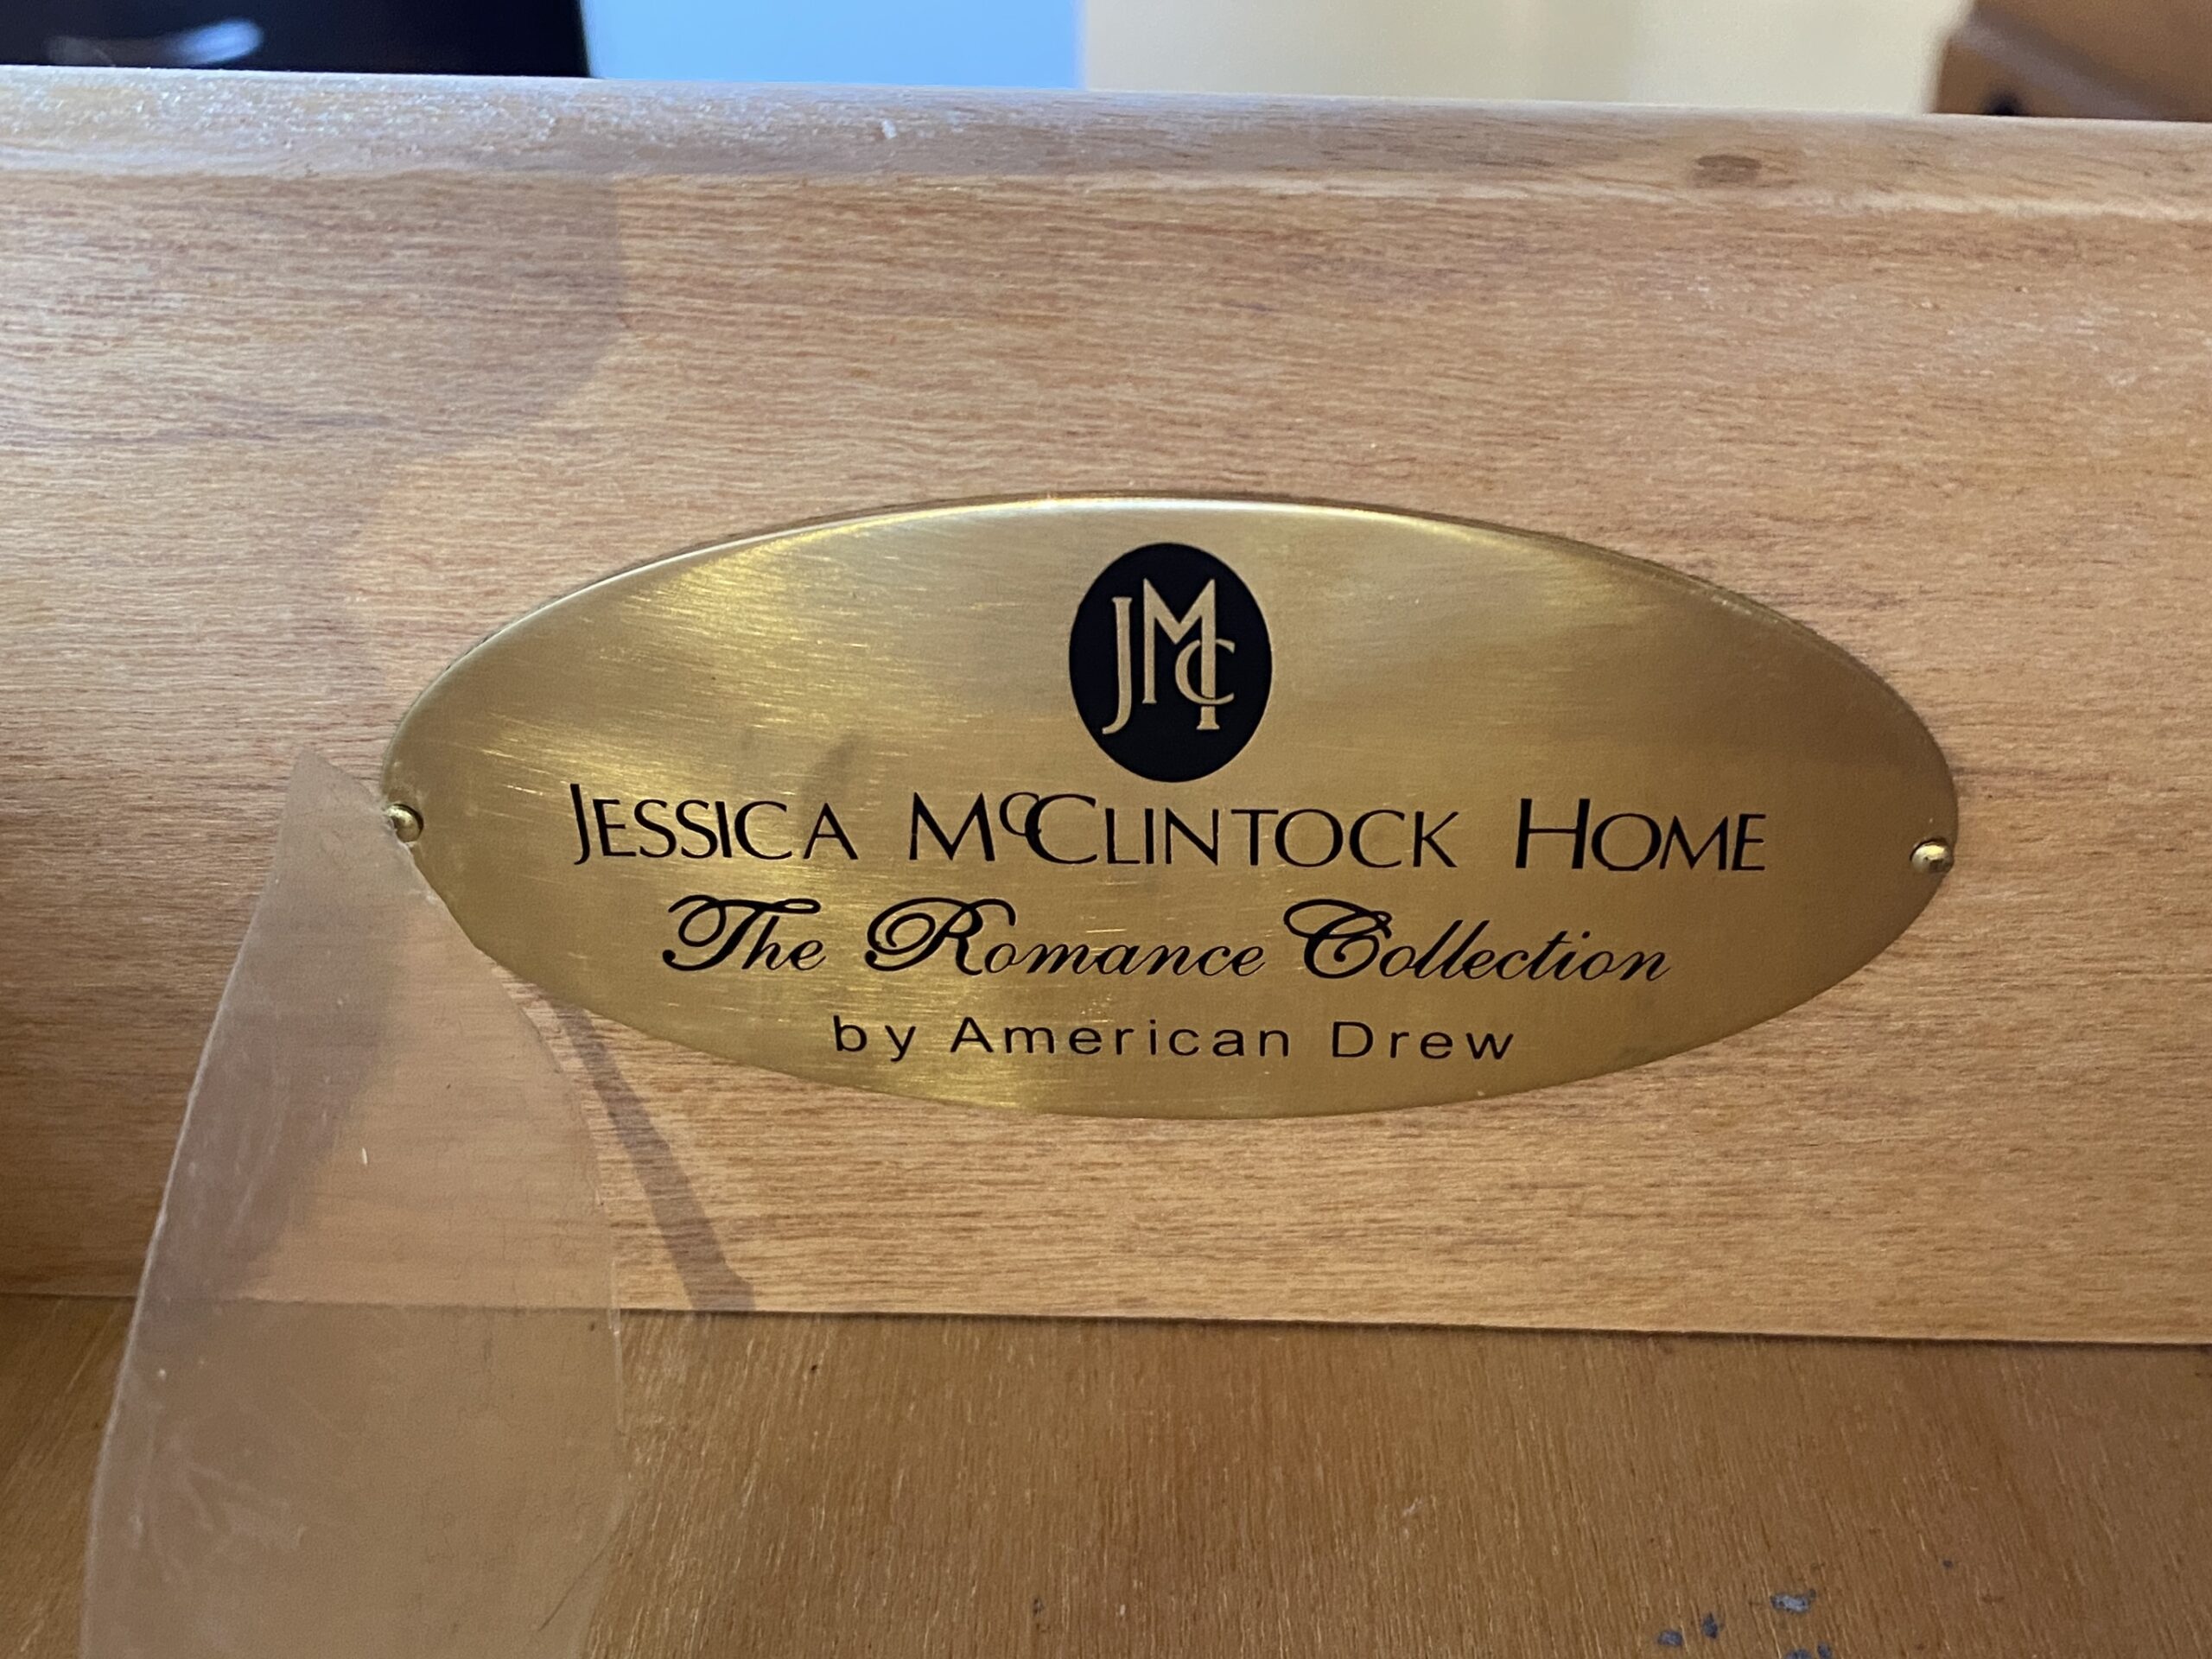 JMC
JESSICA MCCLINTOCK HOME
The Romance Collection
by American Drew